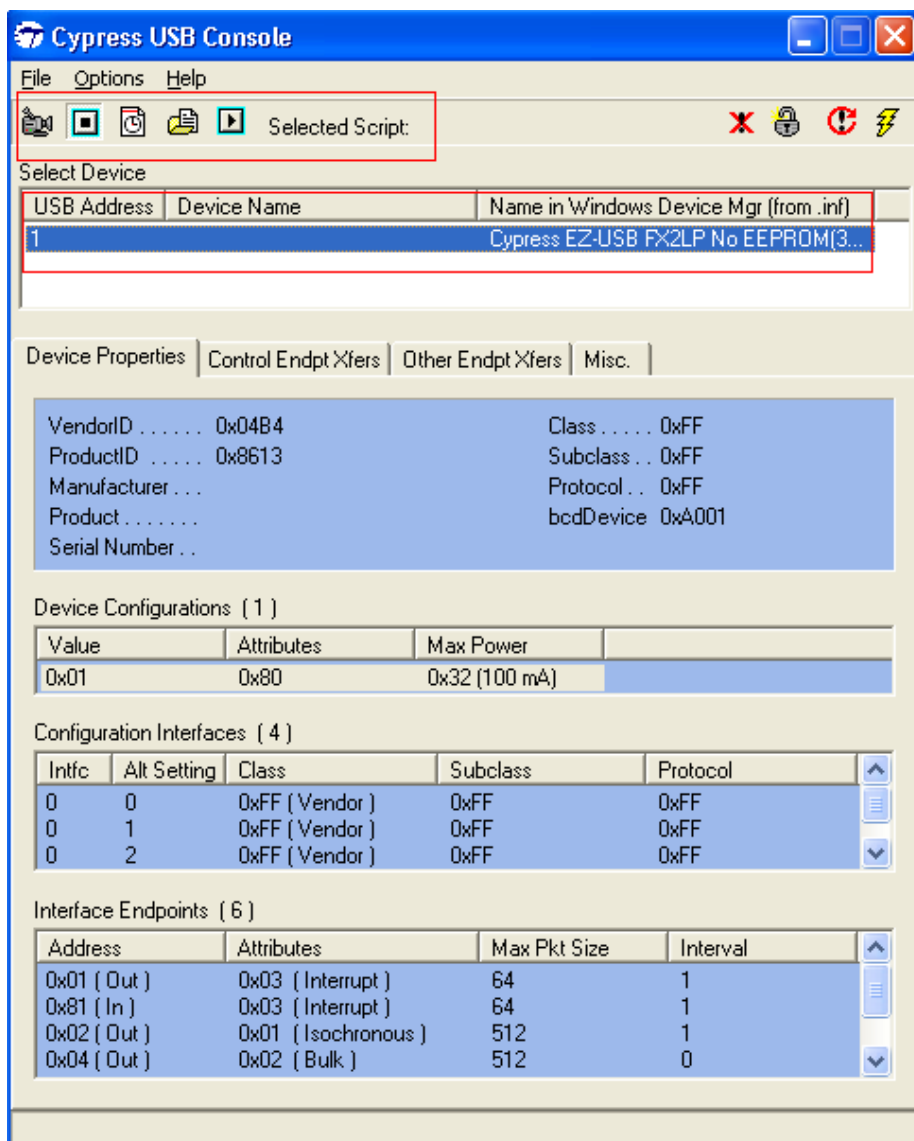 Cypress USB Console
File Options Help
Selected Script:
Select Device
USB Address Device Name Name in Windows Device Mgr (from .inf)
1 Cypress EZ-USB FX2LP No EEPROM(3...
Device Properties Control Endpt Xfers Other Endpt Xfers Misc.
VendorID . . . . . . 0x04B4 Class . . . . . 0xFF
ProductID . . . . . 0x8613 Subclass . . 0xFF
Manufacturer . . . Protocol . . 0xFF
Product . . . . . . . bcdDevice 0xA001
Serial Number . .
Device Configurations ( 1 )
Value Attributes Max Power
0x01 0x80 0x32 (100 mA)
Configuration Interfaces ( 4 )
Intfc Alt Setting Class Subclass Protocol
0 0 0xFF ( Vendor ) 0xFF 0xFF
0 1 0xFF ( Vendor ) 0xFF 0xFF
0 2 0xFF ( Vendor ) 0xFF 0xFF
Interface Endpoints ( 6 )
Address Attributes Max Pkt Size Interval
0x01 ( Out ) 0x03 ( Interrupt ) 64 1
0x81 ( In ) 0x03 ( Interrupt ) 64 1
0x02 ( Out ) 0x01 ( Isochronous ) 512 1
0x04 ( Out ) 0x02 ( Bulk ) 512 0